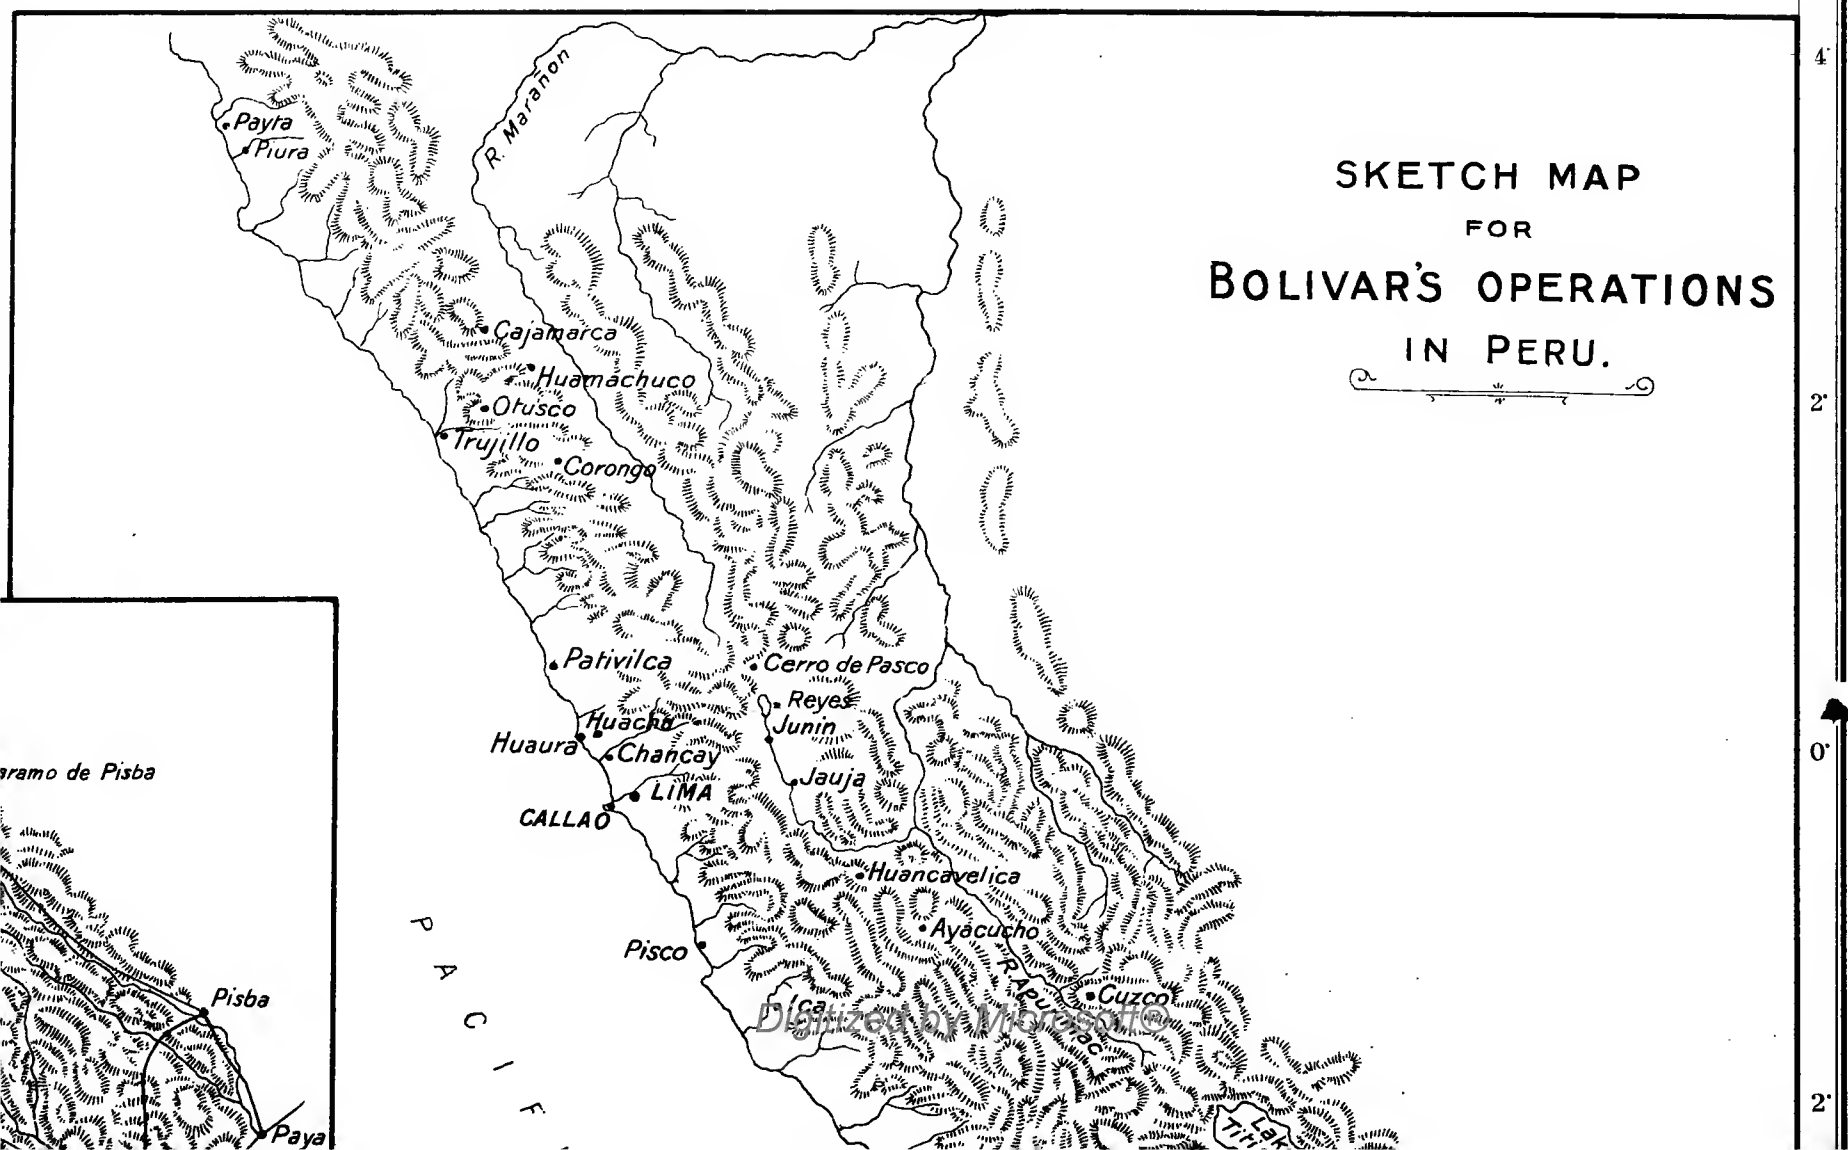 SKETCH MAP
FOR
BOLIVAR'S OPERATIONS
IN PERU.
4°
2°
0°
2°
R. Marañon
Payta
Piura
Cajamarca
Huamachuco
Otusco
Trujillo
Corongo
Pativilca
Cerro de Pasco
Reyes
Junin
Huacho
Huaura
Chancay
Jauja
LIMA
CALLAO
Huancavelica
Ayacucho
Pisco
R. Apurimac
Cuzco
Ica
Digitized by Microsoft®
PACIF
aramo de Pisba
Pisba
Paya
Lak
Titi